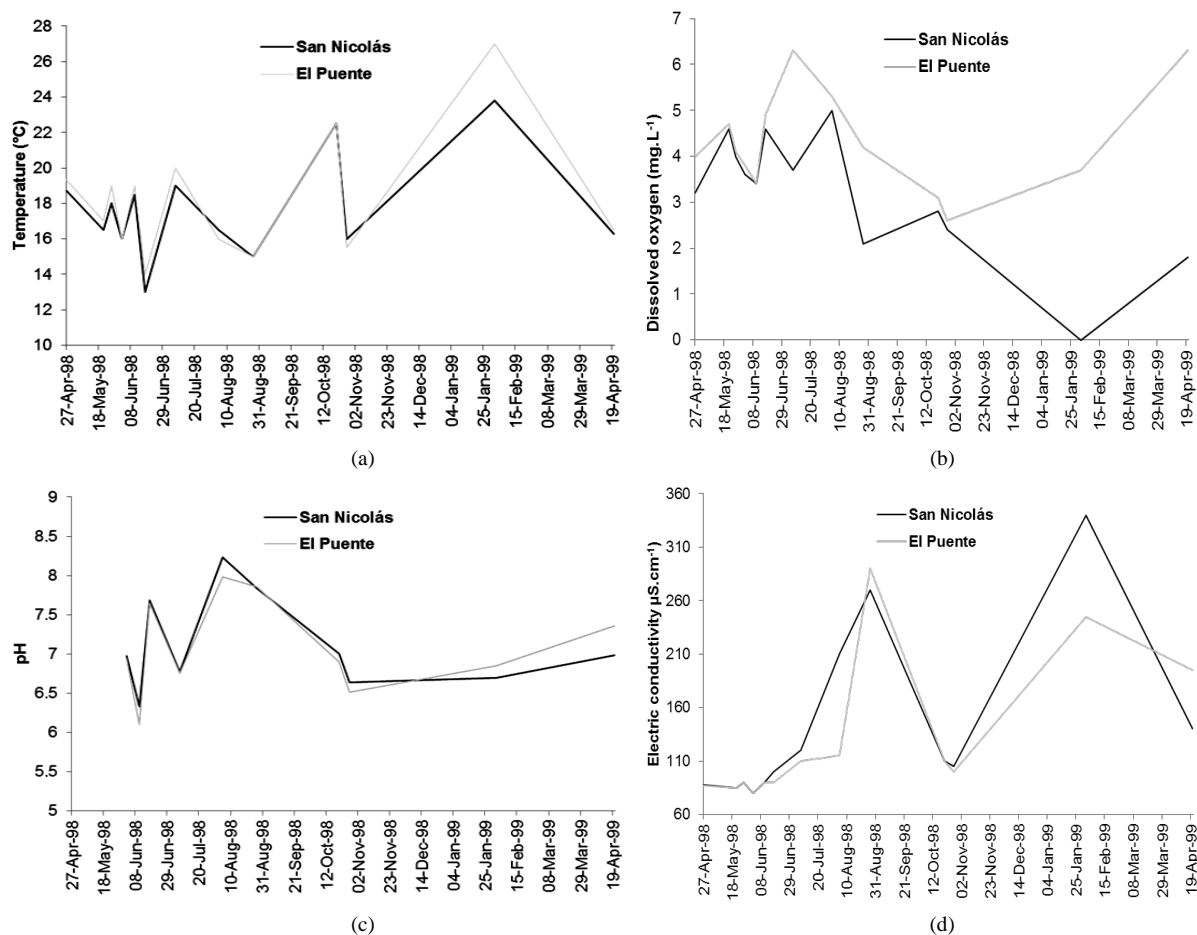 Temperature (°C)
28
26
24
22
20
18
16
14
12
10
San Nicolás
El Puente
27-Apr-98
18-May-98
08-Jun-98
29-Jun-98
20-Jul-98
10-Aug-98
31-Aug-98
21-Sep-98
12-Oct-98
02-Nov-98
23-Nov-98
14-Dec-98
04-Jan-99
25-Jan-99
15-Feb-99
08-Mar-99
29-Mar-99
19-Apr-99
(a)
Dissolved oxygen (mg.L⁻¹)
7
6
5
4
3
2
1
0
San Nicolás
El Puente
27-Apr-98
18-May-98
08-Jun-98
29-Jun-98
20-Jul-98
10-Aug-98
31-Aug-98
21-Sep-98
12-Oct-98
02-Nov-98
23-Nov-98
14-Dec-98
04-Jan-99
25-Jan-99
15-Feb-99
08-Mar-99
29-Mar-99
19-Apr-99
(b)
pH
9
8.5
8
7.5
7
6.5
6
5.5
5
San Nicolás
El Puente
27-Apr-98
18-May-98
08-Jun-98
29-Jun-98
20-Jul-98
10-Aug-98
31-Aug-98
21-Sep-98
12-Oct-98
02-Nov-98
23-Nov-98
14-Dec-98
04-Jan-99
25-Jan-99
15-Feb-99
08-Mar-99
29-Mar-99
19-Apr-99
(c)
Electric conductivity µS.cm⁻¹
360
310
260
210
160
110
60
San Nicolás
El Puente
27-Apr-98
18-May-98
08-Jun-98
29-Jun-98
20-Jul-98
10-Aug-98
31-Aug-98
21-Sep-98
12-Oct-98
02-Nov-98
23-Nov-98
14-Dec-98
04-Jan-99
25-Jan-99
15-Feb-99
08-Mar-99
29-Mar-99
19-Apr-99
(d)